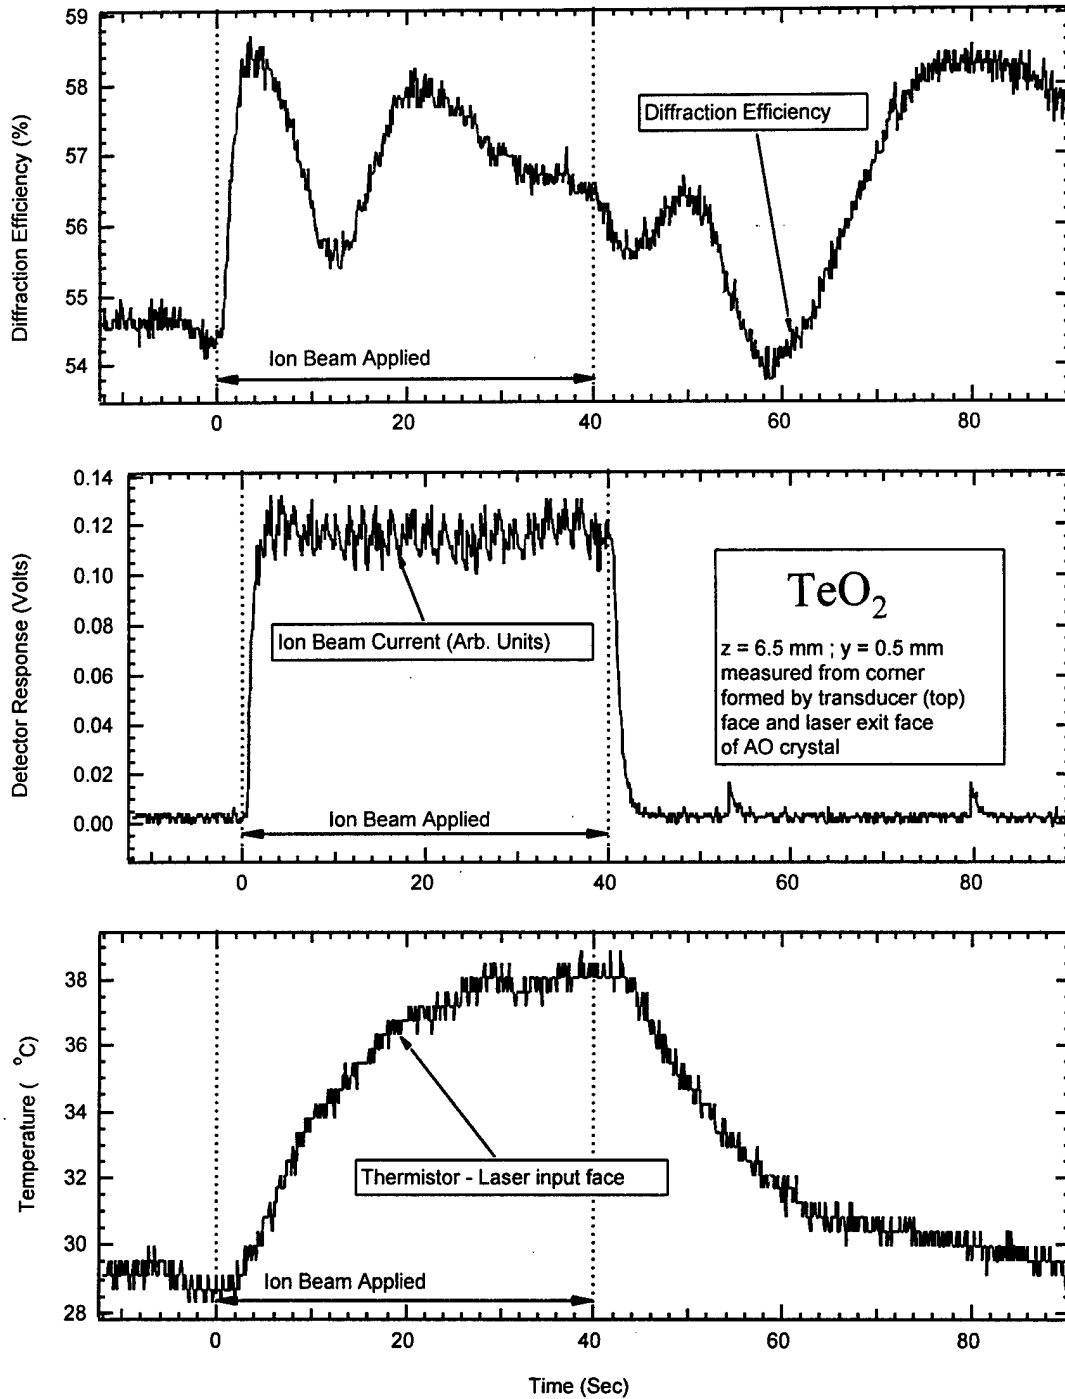 59
58
57
56
55
54
Diffraction Efficiency (%)
Diffraction Efficiency
Ion Beam Applied
0
20
40
60
80
0.14
0.12
0.10
0.08
0.06
0.04
0.02
0.00
Detector Response (Volts)
Ion Beam Current (Arb. Units)
TeO2
z = 6.5 mm ; y = 0.5 mm
measured from corner
formed by transducer (top)
face and laser exit face
of AO crystal
Ion Beam Applied
0
20
40
60
80
38
36
34
32
30
28
Temperature ( °C)
Thermistor - Laser input face
Ion Beam Applied
0
20
40
60
80
Time (Sec)